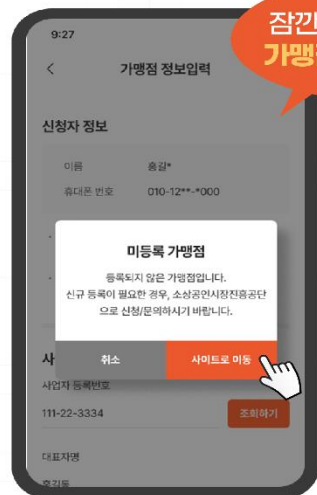 잠깐
가맹
9:27
가맹점 정보입력
신청자 정보
이름 홍길*
휴대폰 번호 010-12**-*000
미등록 가맹점
등록되지 않은 가맹점입니다.
신규 등록이 필요한 경우, 소상공인시장진흥공단
으로 신청/문의하시기 바랍니다.
취소 사이트로 이동
사
사업자 등록번호
111-22-3334 조회하기
대표자명
홍길동